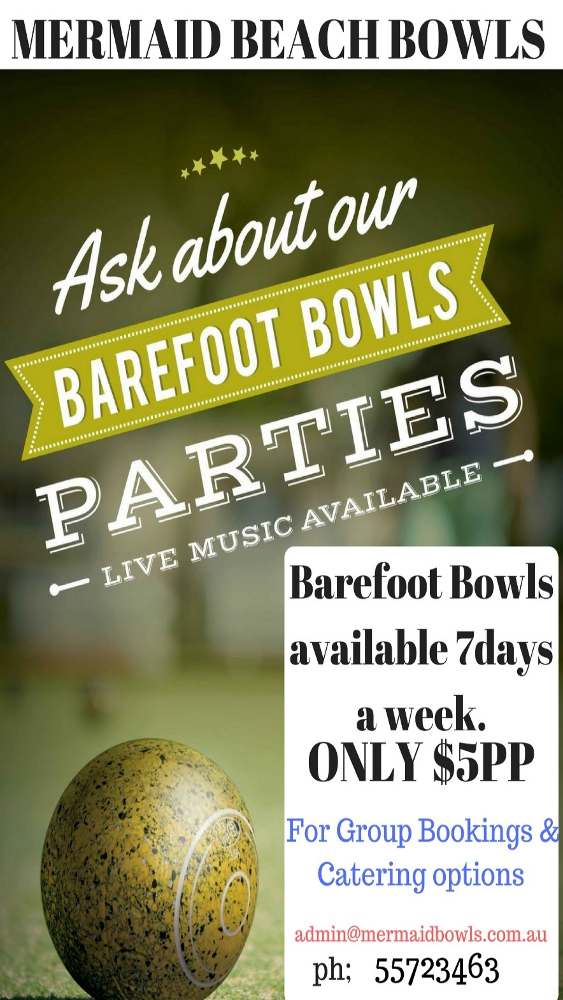 MERMAID BEACH BOWLS
Ask about our
BAREFOOT BOWLS
PARTIES
LIVE MUSIC AVAILABLE
Barefoot Bowls
available 7days
a week.
ONLY $5PP
For Group Bookings &
Catering options
admin@mermaidbowls.com.au
ph; 55723463